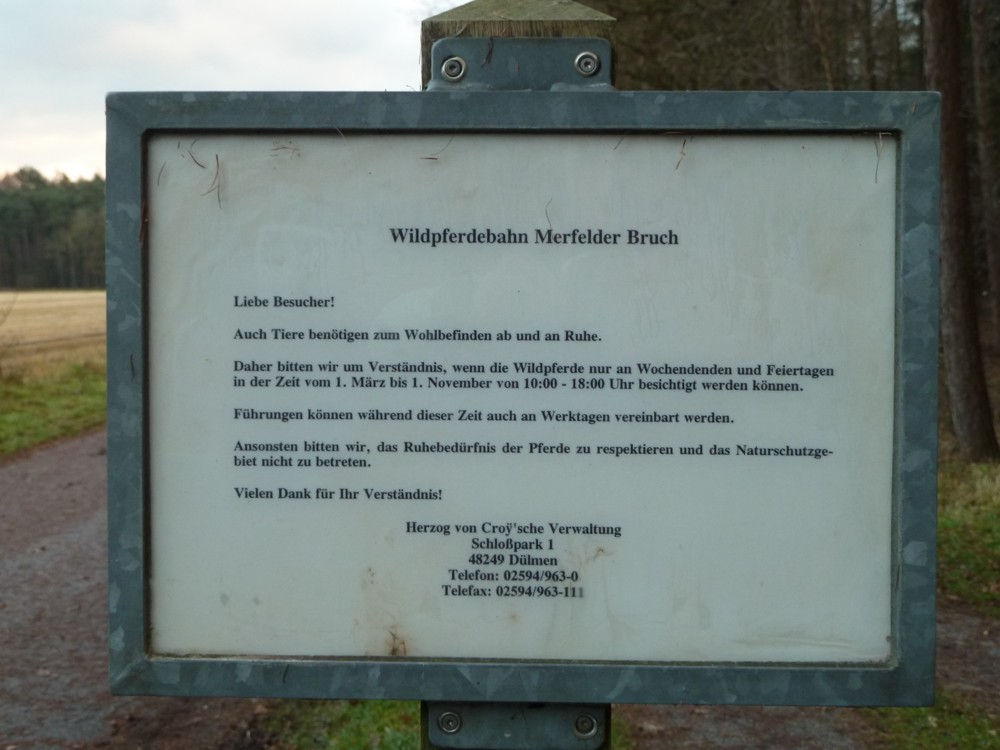 Wildpferdebahn Merfelder Bruch
Liebe Besucher!
Auch Tiere benötigen zum Wohlbefinden ab und an Ruhe.
Daher bitten wir um Verständnis, wenn die Wildpferde nur an Wochendenden und Feiertagen
in der Zeit vom 1. März bis 1. November von 10:00 - 18:00 Uhr besichtigt werden können.
Führungen können während dieser Zeit auch an Werktagen vereinbart werden.
Ansonsten bitten wir, das Ruhebedürfnis der Pferde zu respektieren und das Naturschutzge-
biet nicht zu betreten.
Vielen Dank für Ihr Verständnis!
Herzog von Croÿ'sche Verwaltung
Schloßpark 1
48249 Dülmen
Telefon: 02594/963-0
Telefax: 02594/963-111